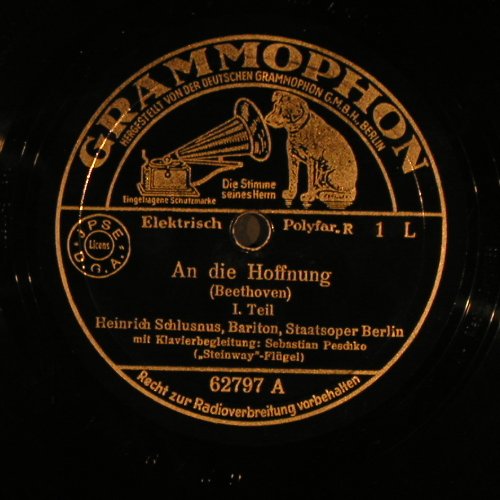 GRAMMOPHON
HERGESTELLT VON DER DEUTSCHEN GRAMMOPHON G.M.B.H., BERLIN
Die Stimme
seines Herrn
Eingetragene Schutzmarke
Elektrisch Polyfar. R 1 L
JPSE
Licens
D.G.A.
An die Hoffnung
(Beethoven)
I. Teil
Heinrich Schlusnus, Bariton, Staatsoper Berlin
mit Klavierbegleitung: Sebastian Peschko
(„Steinway"-Flügel)
62797 A
Recht zur Radioverbreitung vorbehalten